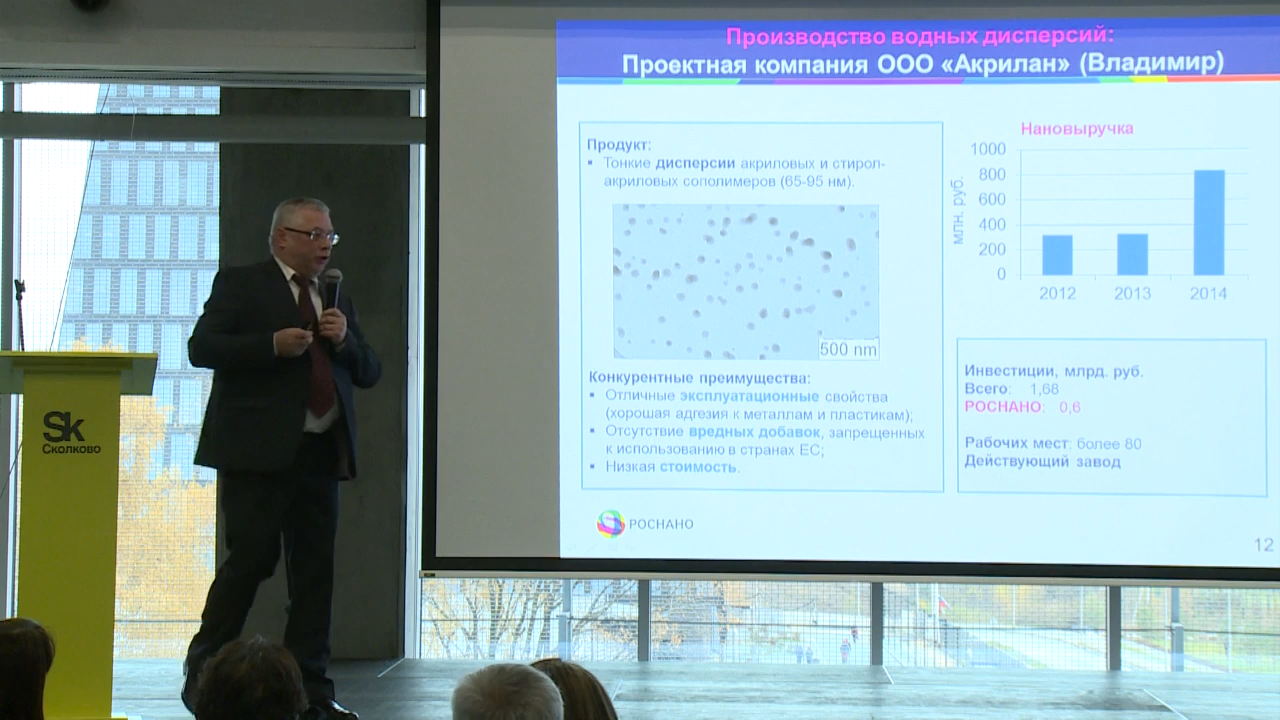 Sk
Сколково
Производство водных дисперсий:
Проектная компания ООО «Акрилан» (Владимир)
Продукт:
▪ Тонкие дисперсии акриловых и стирол-
акриловых сополимеров (65-95 нм).
500 nm
Конкурентные преимущества:
▪ Отличные эксплуатационные свойства
(хорошая адгезия к металлам и пластикам);
▪ Отсутствие вредных добавок, запрещенных
к использованию в странах ЕС;
▪ Низкая стоимость.
РОСНАНО
Нановыручка
млн. руб.
1000
800
600
400
200
0
2012 2013 2014
Инвестиции, млрд. руб.
Всего: 1,68
РОСНАНО: 0,6
Рабочих мест: более 80
Действующий завод
12